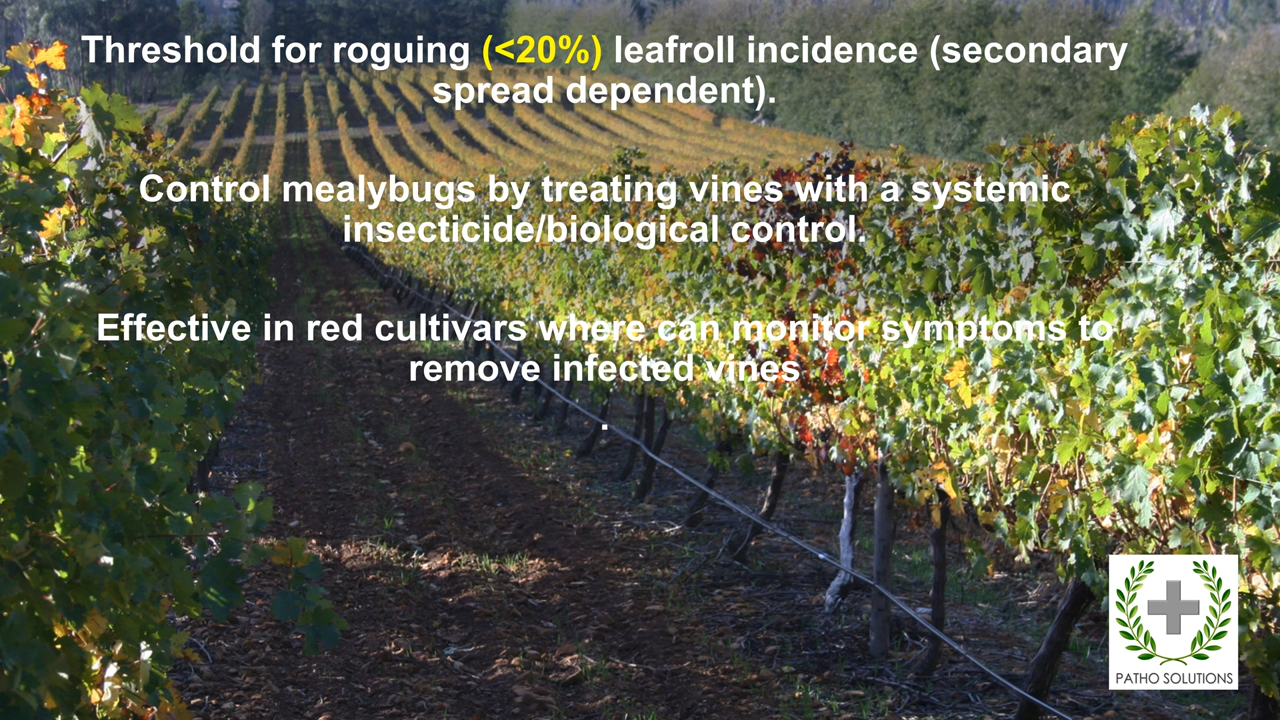 Threshold for roguing (<20%) leafroll incidence (secondary
spread dependent).
Control mealybugs by treating vines with a systemic
insecticide/biological control.
Effective in red cultivars where can monitor symptoms to
remove infected vines
.
PATHO SOLUTIONS